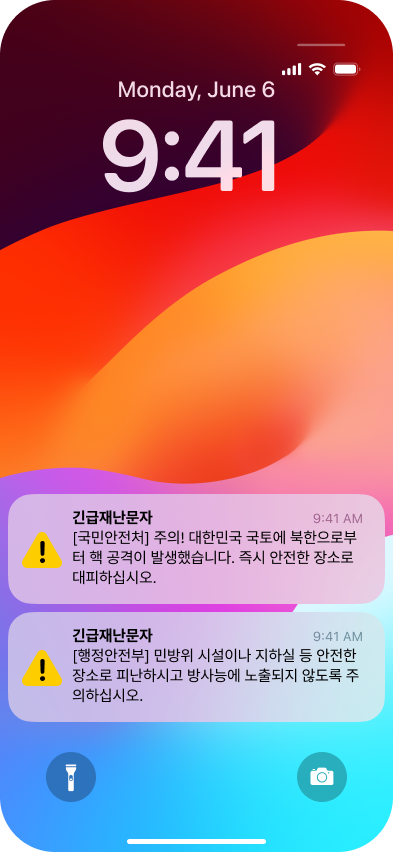 Monday, June 6
9:41
긴급재난문자
9:41 AM
[국민안전처] 주의! 대한민국 국토에 북한으로부
터 핵 공격이 발생했습니다. 즉시 안전한 장소로
대피하십시오.
긴급재난문자
9:41 AM
[행정안전부] 민방위 시설이나 지하실 등 안전한
장소로 피난하시고 방사능에 노출되지 않도록 주
의하십시오.